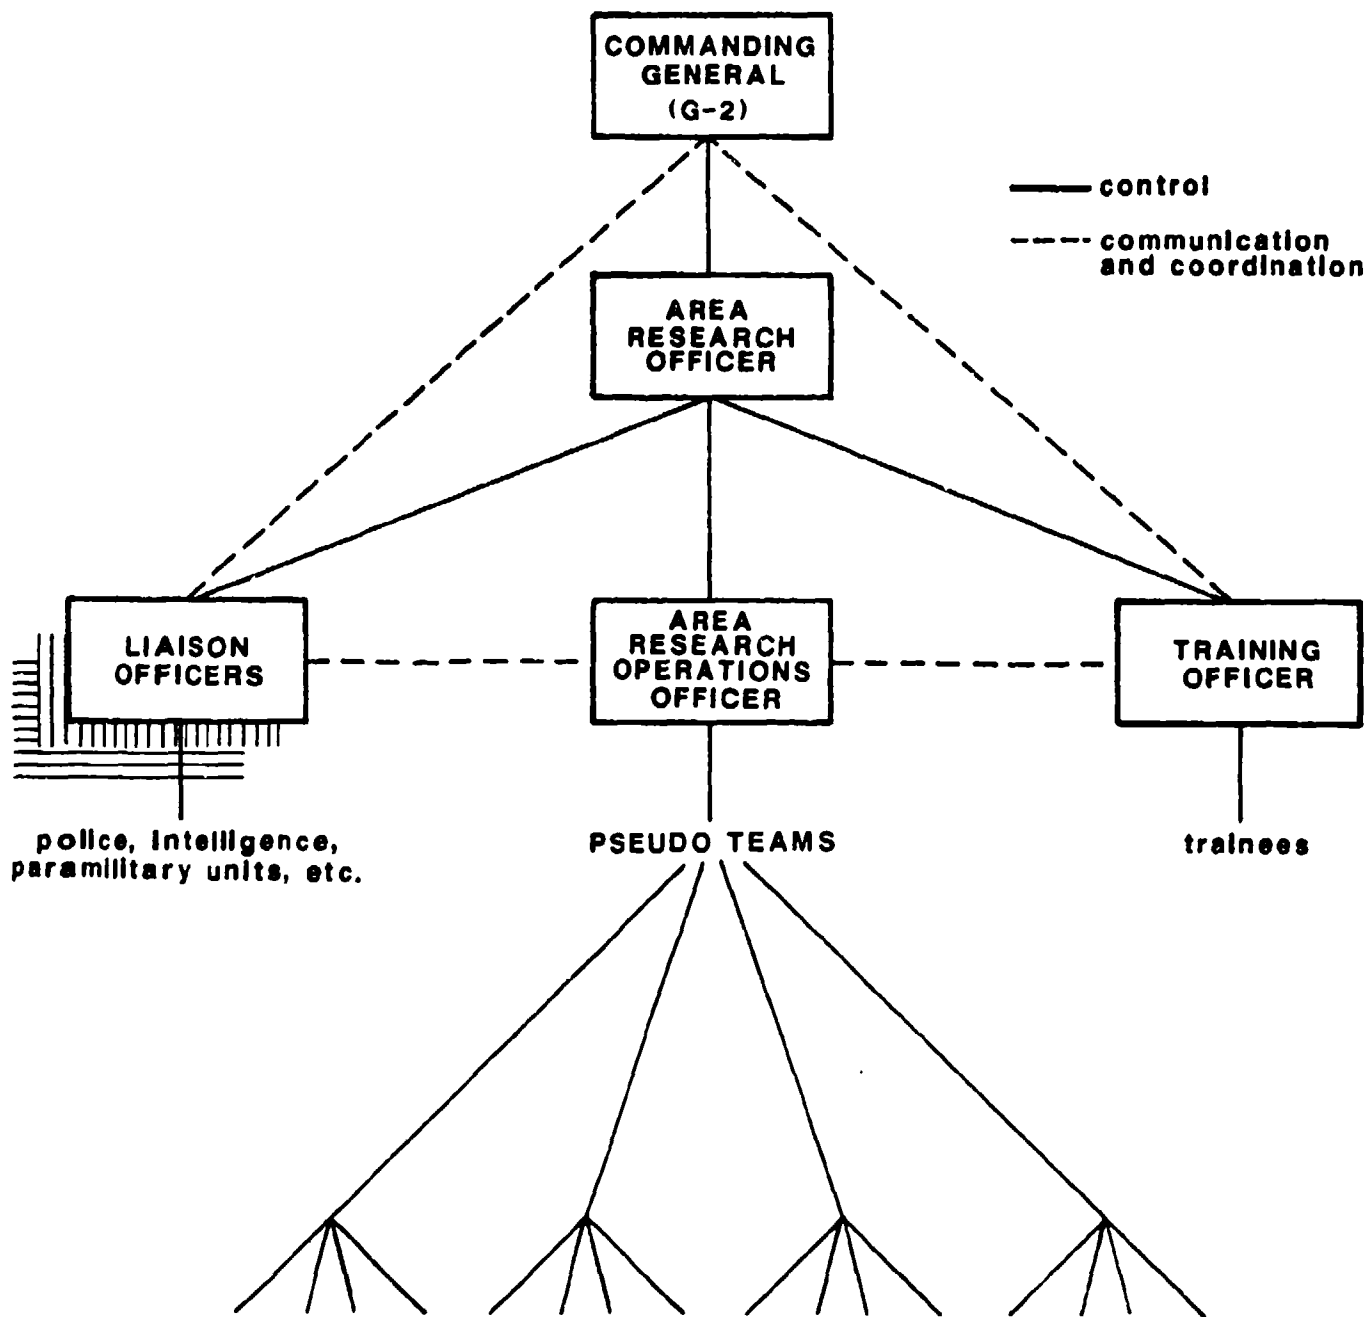 COMMANDING
GENERAL
(G-2)
control
communication
and coordination
AREA
RESEARCH
OFFICER
LIAISON
OFFICERS
AREA
RESEARCH
OPERATIONS
OFFICER
TRAINING
OFFICER
police, intelligence,
paramilitary units, etc.
PSEUDO TEAMS
trainees